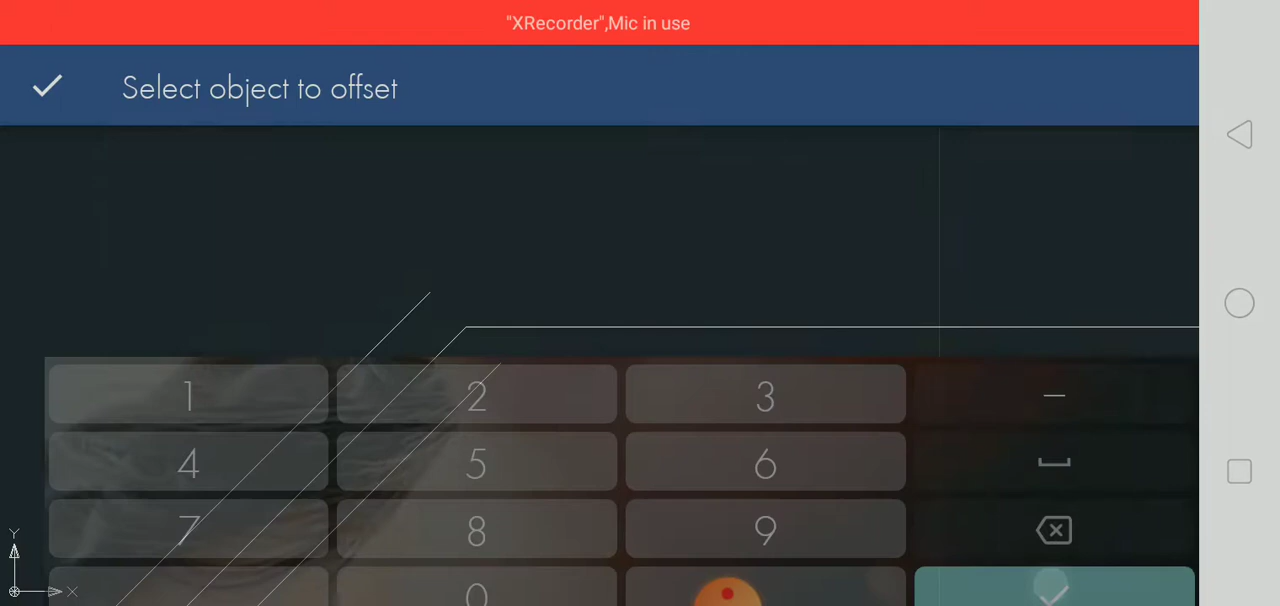 "XRecorder",Mic in use
Select object to offset
1 2 3 –
4 5 6
7 8 9
0
Y
X